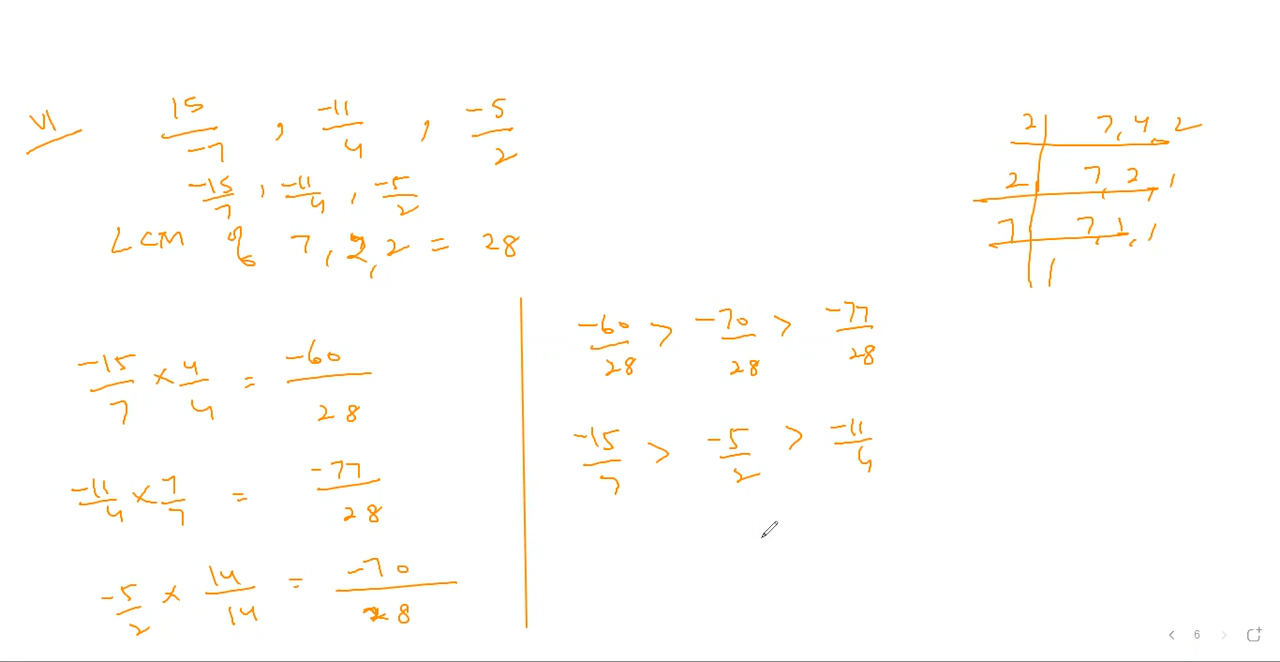 VI 15/-7 , -11/4 , -5/2
-15/7 , -11/4 , -5/2
LCM of 7, 2, 2 = 28
2 | 7, 4, 2
2 | 7, 2, 1
7 | 7, 1, 1
1
-15/7 × 4/4 = -60/28
-11/4 × 7/7 = -77/28
-5/2 × 14/14 = -70/28
-60/28 > -70/28 > -77/28
-15/7 > -5/2 > -11/4
6